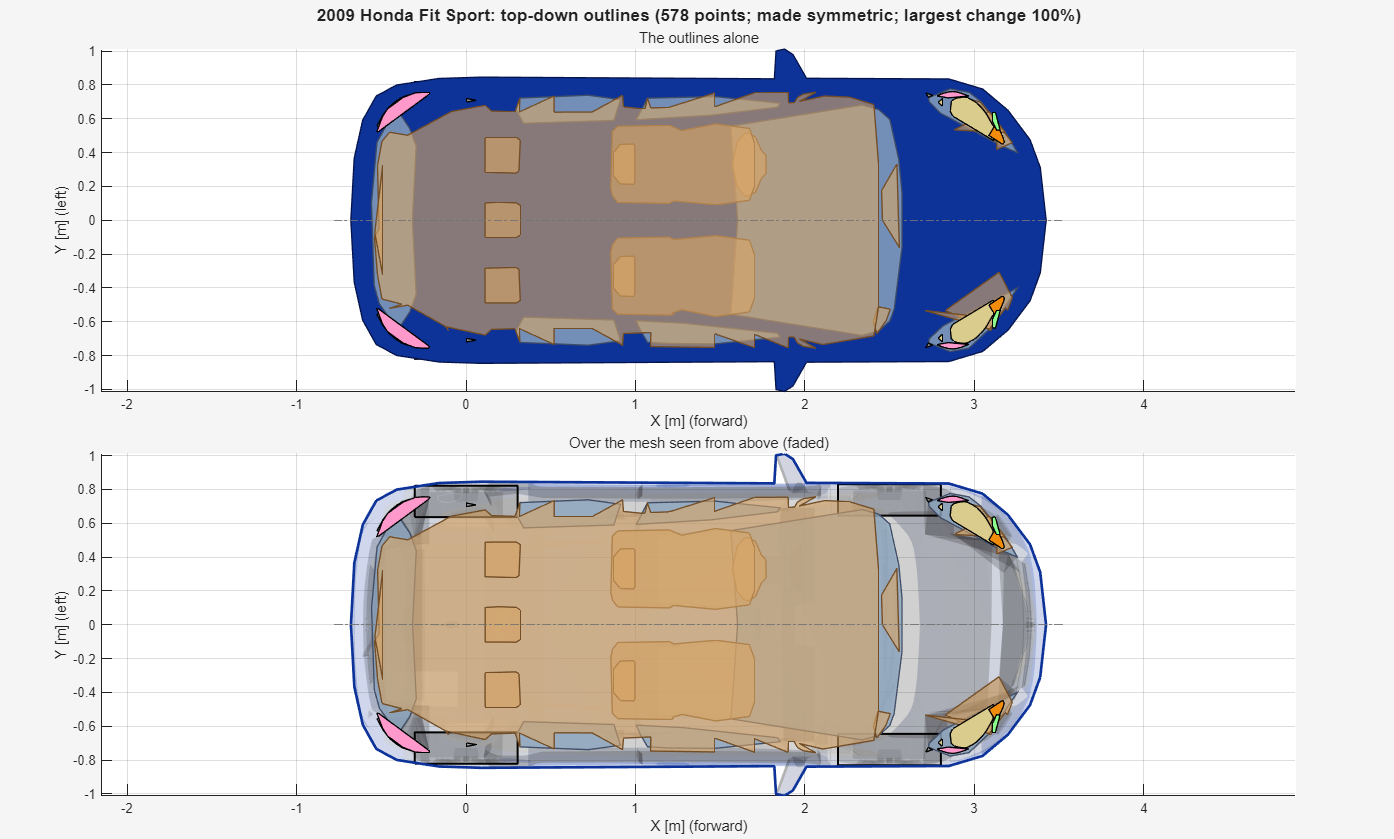 2009 Honda Fit Sport: top-down outlines (578 points; made symmetric; largest change 100%)
The outlines alone
1
0.8
0.6
0.4
0.2
0
-0.2
-0.4
-0.6
-0.8
-1
Y [m] (left)
-2 -1 0 1 2 3 4
X [m] (forward)
Over the mesh seen from above (faded)
1
0.8
0.6
0.4
0.2
0
-0.2
-0.4
-0.6
-0.8
-1
Y [m] (left)
-2 -1 0 1 2 3 4
X [m] (forward)